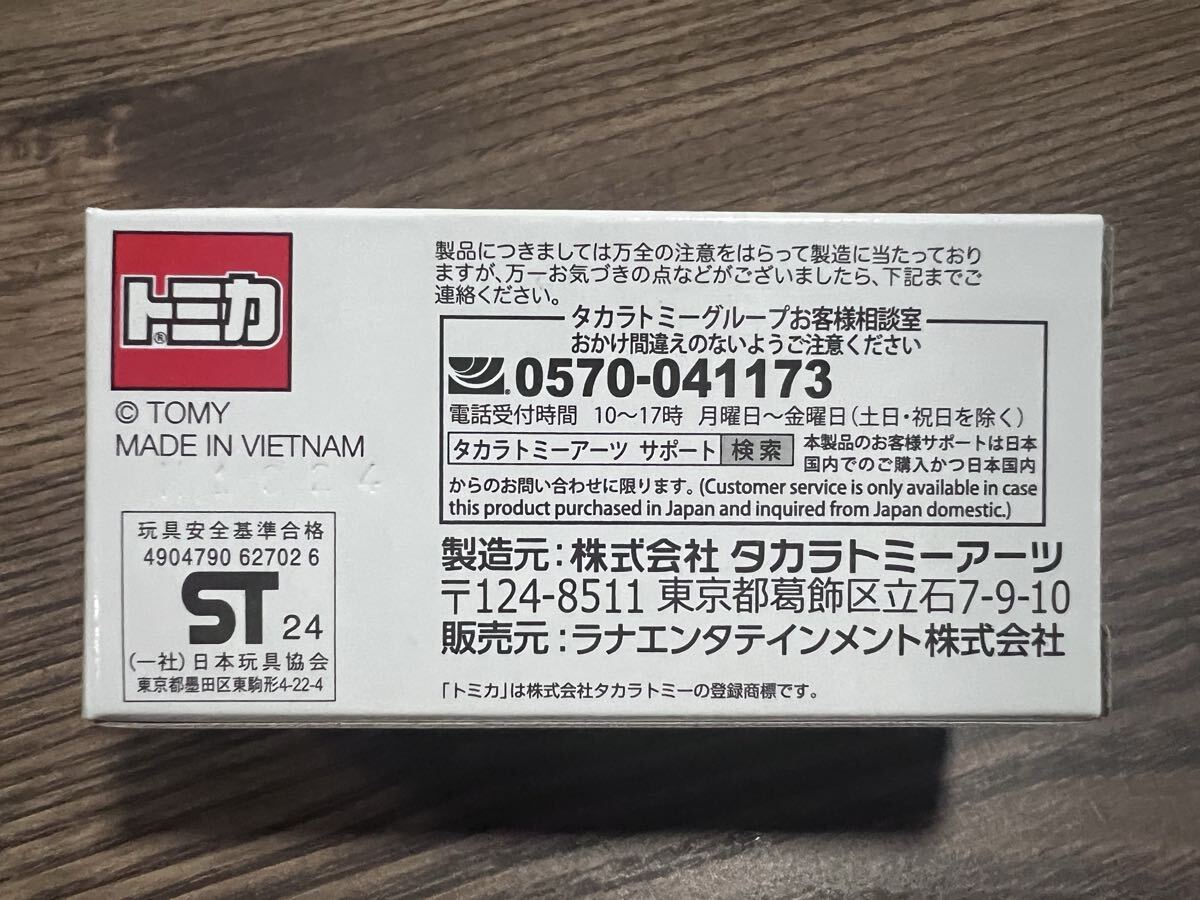 トミカ®
© TOMY
MADE IN VIETNAM
玩具安全基準合格
4904790 62702 6
ST 24
(一社)日本玩具協会
東京都墨田区東駒形4-22-4
製品につきましては万全の注意をはらって製造に当たっており
ますが、万一お気づきの点などがございましたら、下記までご
連絡ください。
タカラトミーグループお客様相談室
おかけ間違えのないようご注意ください
0570-041173
電話受付時間 10～17時 月曜日～金曜日(土日・祝日を除く)
タカラトミーアーツ サポート 検索 本製品のお客様サポートは日本
国内でのご購入かつ日本国内
からのお問い合わせに限ります。(Customer service is only available in case
this product purchased in Japan and inquired from Japan domestic.)
製造元：株式会社 タカラトミーアーツ
〒124-8511 東京都葛飾区立石7-9-10
販売元：ラナエンタテインメント株式会社
「トミカ」は株式会社タカラトミーの登録商標です。